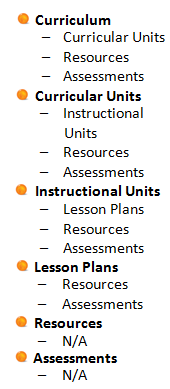 Curriculum
– Curricular Units
– Resources
– Assessments
Curricular Units
– Instructional
Units
– Resources
– Assessments
Instructional Units
– Lesson Plans
– Resources
– Assessments
Lesson Plans
– Resources
– Assessments
Resources
– N/A
Assessments
– N/A